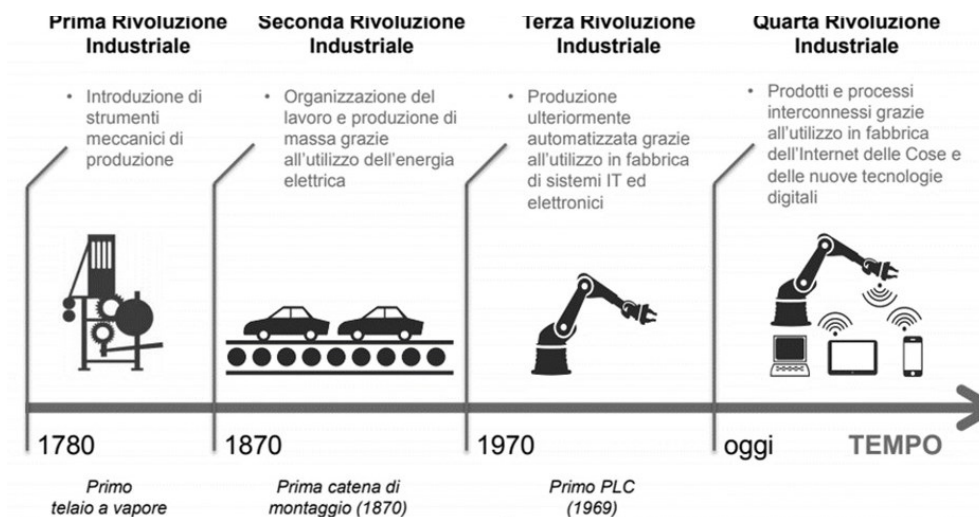 Prima Rivoluzione
Industriale
Seconda Rivoluzione
Industriale
Terza Rivoluzione
Industriale
Quarta Rivoluzione
Industriale
• Introduzione di
strumenti
meccanici di
produzione
• Organizzazione del
lavoro e produzione di
massa grazie
all'utilizzo dell'energia
elettrica
• Produzione
ulteriormente
automatizzata grazie
all'utilizzo in fabbrica
di sistemi IT ed
elettronici
• Prodotti e processi
interconnessi grazie
all'utilizzo in fabbrica
dell'Internet delle Cose e
delle nuove tecnologie
digitali
1780
1870
1970
oggi
TEMPO
Primo
telaio a vapore
Prima catena di
montaggio (1870)
Primo PLC
(1969)